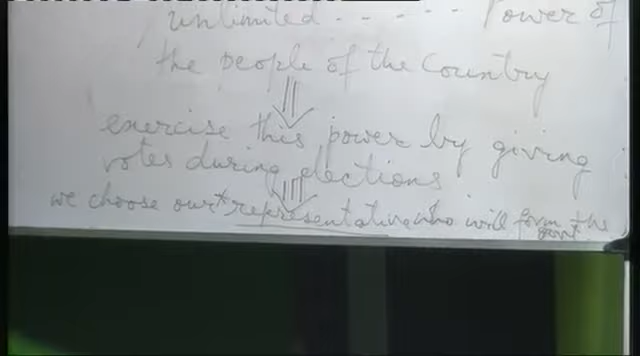 unlimited. - - - - - Power of
the people of the Country
exercise this power by giving
votes during elections
we choose our* representative who will form the
govt.